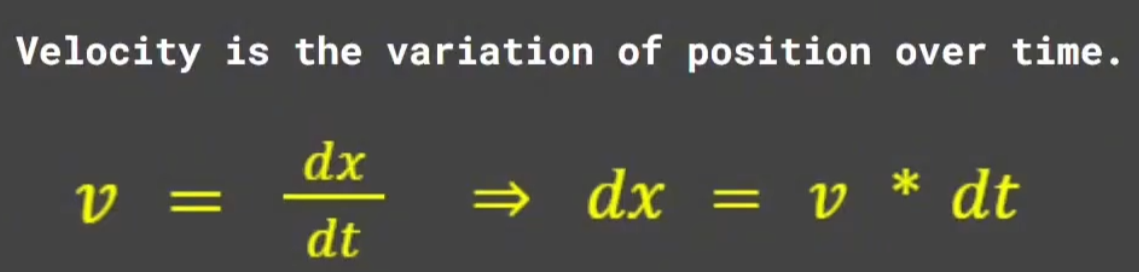 Velocity is the variation of position over time.
v = dx/dt ⇒ dx = v * dt